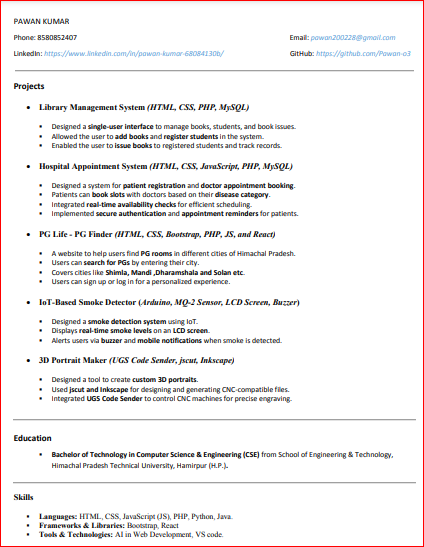 PAWAN KUMAR
Phone: 8580852407 Email: pawan200228@gmail.com
LinkedIn: https://www.linkedin.com/in/pawan-kumar-68084130b/ GitHub: https://github.com/Pawan-o3
Projects
• Library Management System (HTML, CSS, PHP, MySQL)
▪ Designed a single-user interface to manage books, students, and book issues.
▪ Allowed the user to add books and register students in the system.
▪ Enabled the user to issue books to registered students and track records.
• Hospital Appointment System (HTML, CSS, JavaScript, PHP, MySQL)
▪ Designed a system for patient registration and doctor appointment booking.
▪ Patients can book slots with doctors based on their disease category.
▪ Integrated real-time availability checks for efficient scheduling.
▪ Implemented secure authentication and appointment reminders for patients.
• PG Life - PG Finder (HTML, CSS, Bootstrap, PHP, JS, and React)
▪ A website to help users find PG rooms in different cities of Himachal Pradesh.
▪ Users can search for PGs by entering their city.
▪ Covers cities like Shimla, Mandi ,Dharamshala and Solan etc.
▪ Users can sign up or log in for a personalized experience.
• IoT-Based Smoke Detector (Arduino, MQ-2 Sensor, LCD Screen, Buzzer)
▪ Designed a smoke detection system using IoT.
▪ Displays real-time smoke levels on an LCD screen.
▪ Alerts users via buzzer and mobile notifications when smoke is detected.
• 3D Portrait Maker (UGS Code Sender, jscut, Inkscape)
▪ Designed a tool to create custom 3D portraits.
▪ Used jscut and Inkscape for designing and generating CNC-compatible files.
▪ Integrated UGS Code Sender to control CNC machines for precise engraving.
Education
▪ Bachelor of Technology in Computer Science & Engineering (CSE) from School of Engineering & Technology,
Himachal Pradesh Technical University, Hamirpur (H.P.).
Skills
• Languages: HTML, CSS, JavaScript (JS), PHP, Python, Java.
• Frameworks & Libraries: Bootstrap, React
• Tools & Technologies: AI in Web Development, VS code.